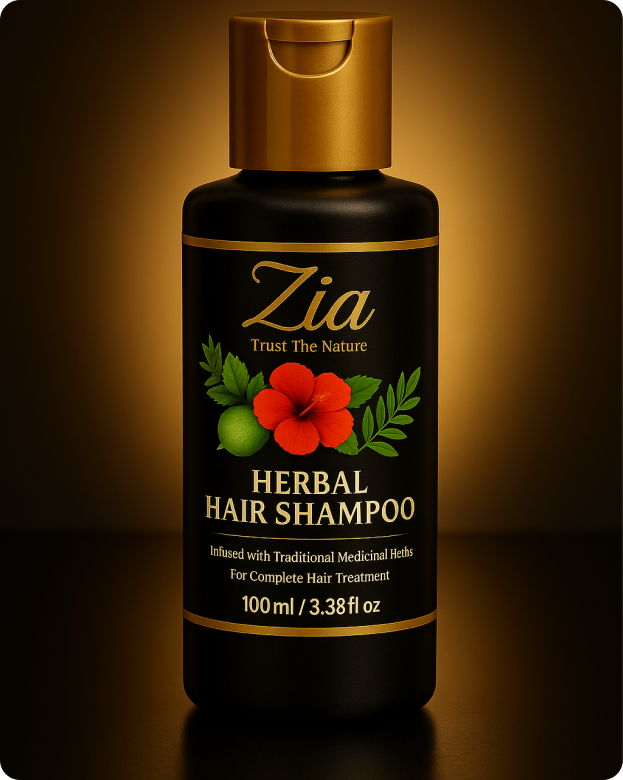 Zia
Trust The Nature
HERBAL
HAIR SHAMPOO
Infused with Traditional Medicinal Heths
For Complete Hair Treatment
100 ml / 3.38 fl oz